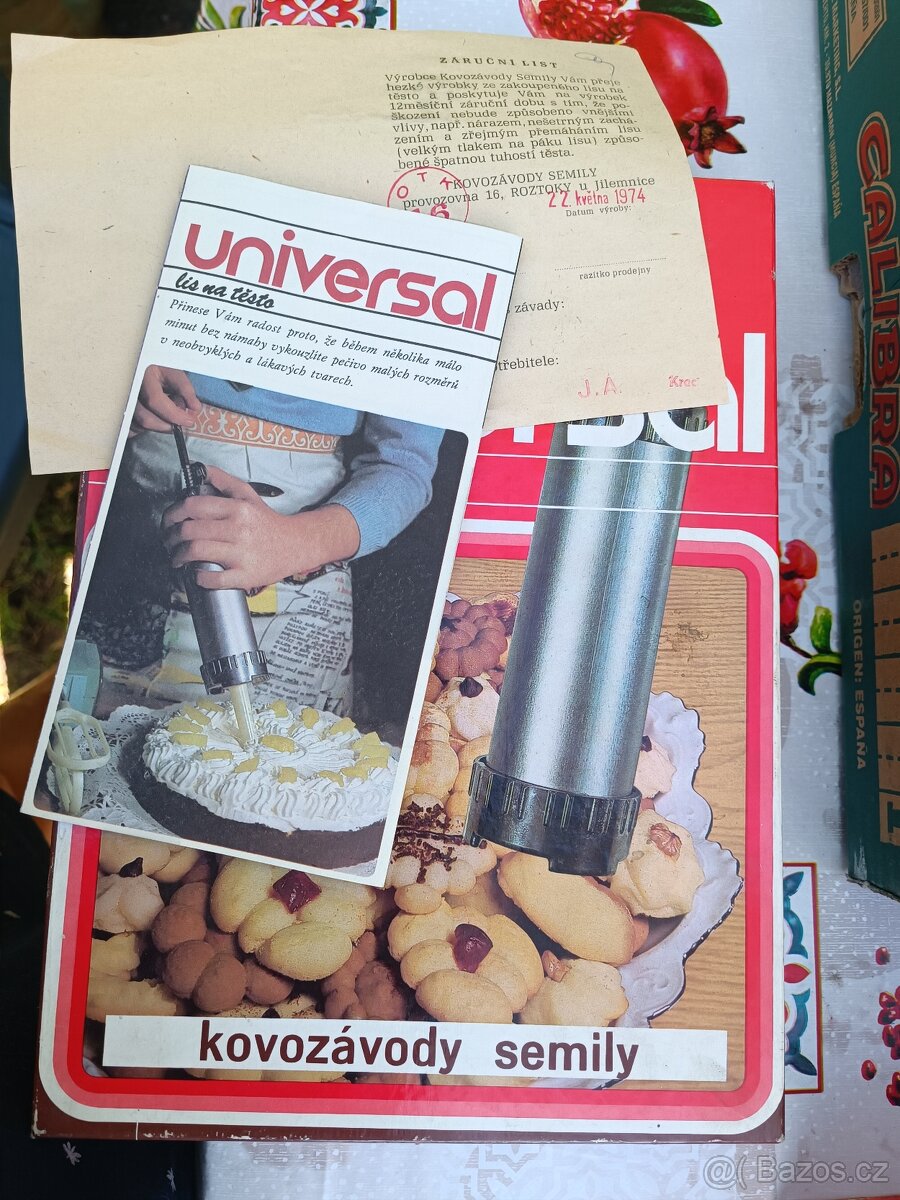 ZÁRUČNÍ LIST
Výrobce Kovozávody Semily Vám přeje
hezké výrobky ze zakoupeného lisu na
těsto a poskytuje Vám na výrobek
12měsíční záruční dobu s tím, že po-
škození nebude způsobeno vnějšími
vlivy, např. nárazem, nešetrným zachá-
zením a zřejmým přemáháním lisu
(velkým tlakem na páku lisu) způso-
bené špatnou tuhostí těsta.
KOVOZÁVODY SEMILY
provozovna 16, ROZTOKY u Jilemnice
OTK
16
22. května 1974
Datum výroby:
razítko prodejny
závady:
třebitele:
J.A.
universal
lis na těsto
Přinese Vám radost proto, že během několika málo
minut bez námahy vykouzlíte pečivo malých rozměrů
v neobvyklých a lákavých tvarech.
rsal
kovozávody semily
CALIBRA
ORIGEN: ESPAÑA
@( Bazos.cz